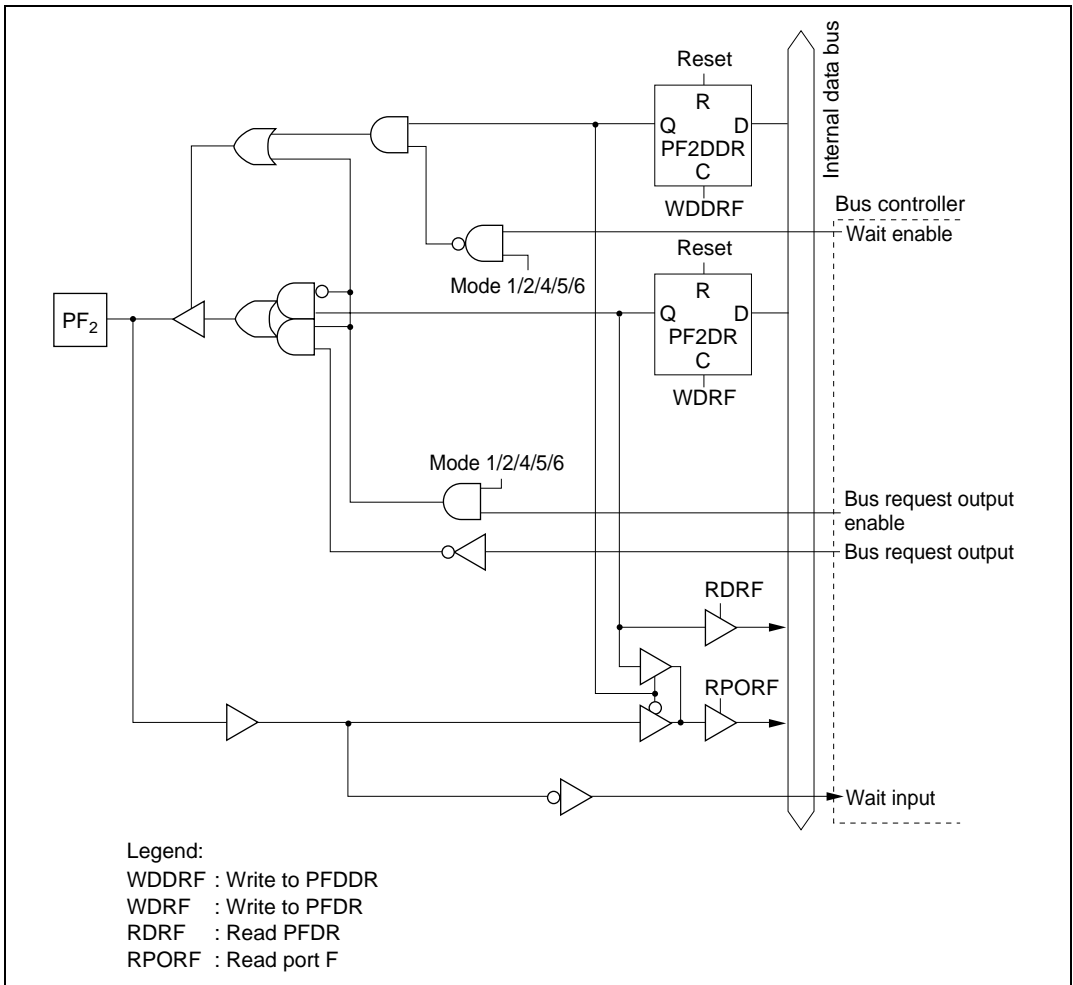 Reset
Internal data bus
R
Q D
PF2DDR
C
WDDRF
Bus controller
Wait enable
Mode 1/2/4/5/6
Reset
R
Q D
PF2DR
C
WDRF
PF2
Mode 1/2/4/5/6
Bus request output
enable
Bus request output
RDRF
RPORF
Wait input
Legend:
WDDRF : Write to PFDDR
WDRF : Write to PFDR
RDRF : Read PFDR
RPORF : Read port F